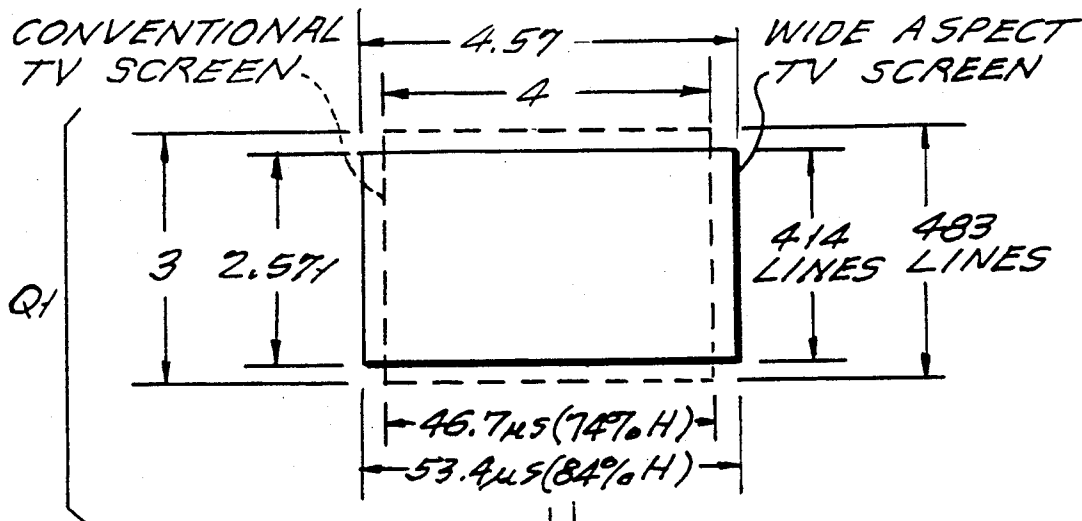 CONVENTIONAL
TV SCREEN
4.57
WIDE ASPECT
TV SCREEN
4
3
2.571
414
LINES
483
LINES
Q1
46.7μs(74%H)
53.4μs(84%H)